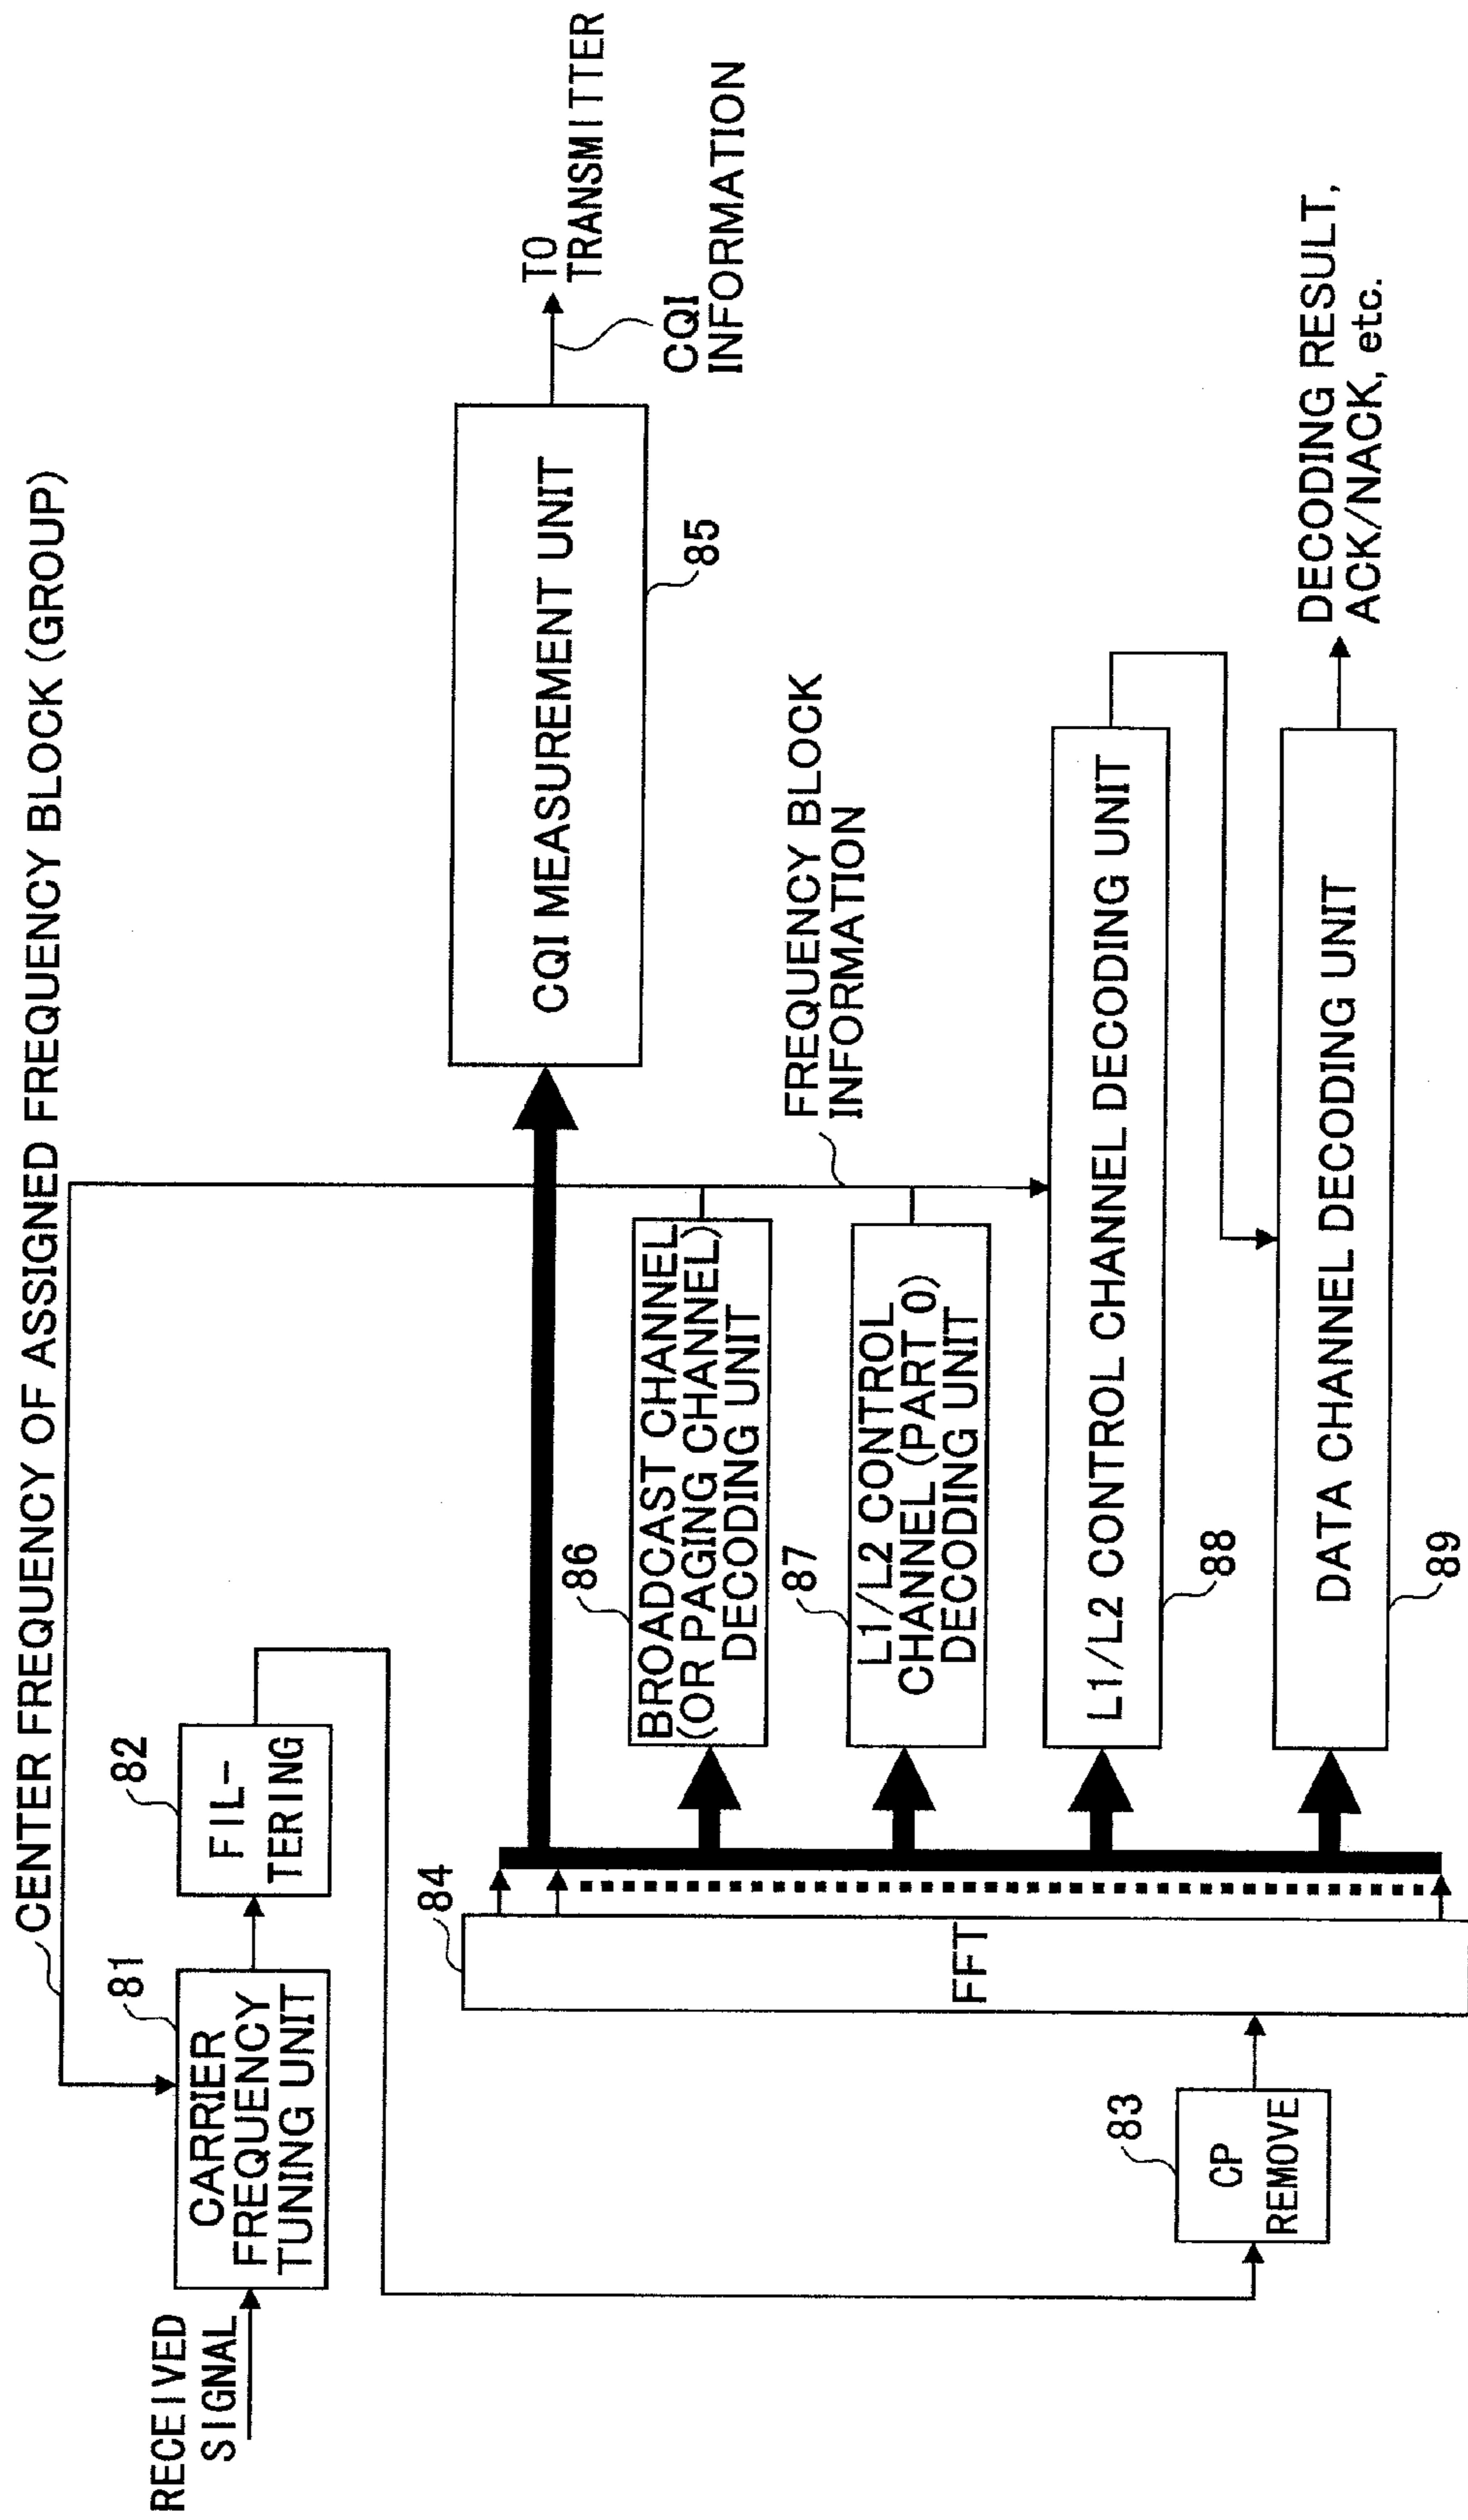 CENTER FREQUENCY OF ASSIGNED FREQUENCY BLOCK (GROUP)
RECEIVED
SIGNAL
81
CARRIER
FREQUENCY
TUNING UNIT
82
FIL-
TERING
83
CP
REMOVE
84
FFT
CQI MEASUREMENT UNIT
85
TO
TRANSMITTER
CQI
INFORMATION
86
BROADCAST CHANNEL
(OR PAGING CHANNEL)
DECODING UNIT
87
L1/L2 CONTROL
CHANNEL (PART 0)
DECODING UNIT
FREQUENCY BLOCK
INFORMATION
L1/L2 CONTROL CHANNEL DECODING UNIT
88
DATA CHANNEL DECODING UNIT
89
DECODING RESULT,
ACK/NACK, etc.